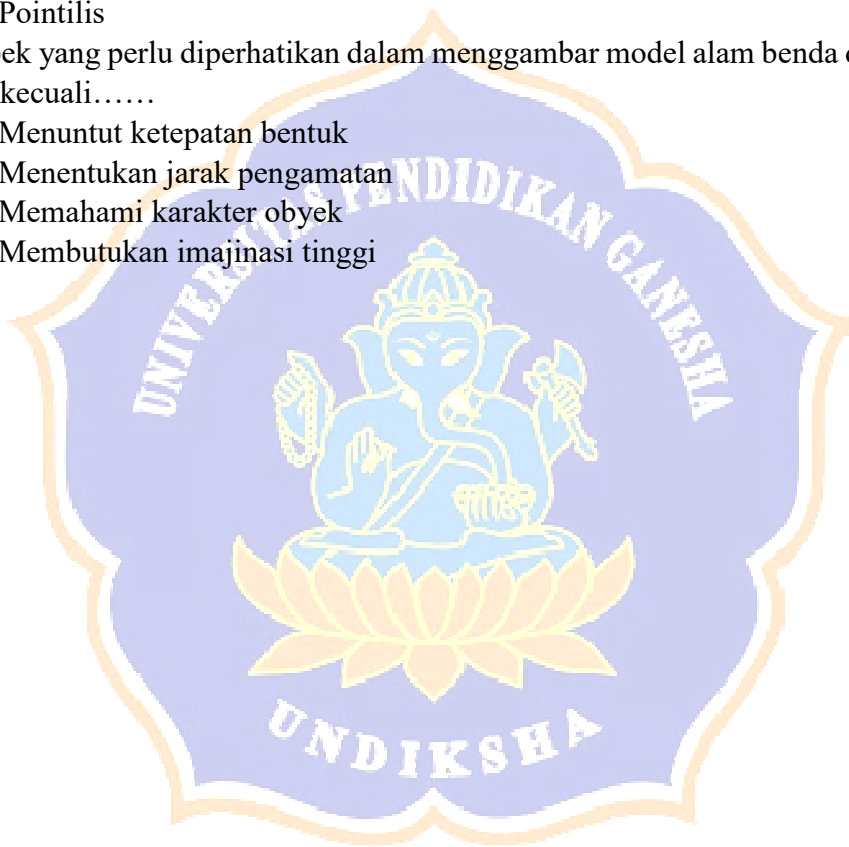 Pointilis
ek yang perlu diperhatikan dalam menggambar model alam benda
kecuali……
Menuntut ketepatan bentuk
Menentukan jarak pengamatan
Memahami karakter obyek
Membutukan imajinasi tinggi
UNIVERSITAS PENDIDIKAN GANESHA
UNDIKSHA